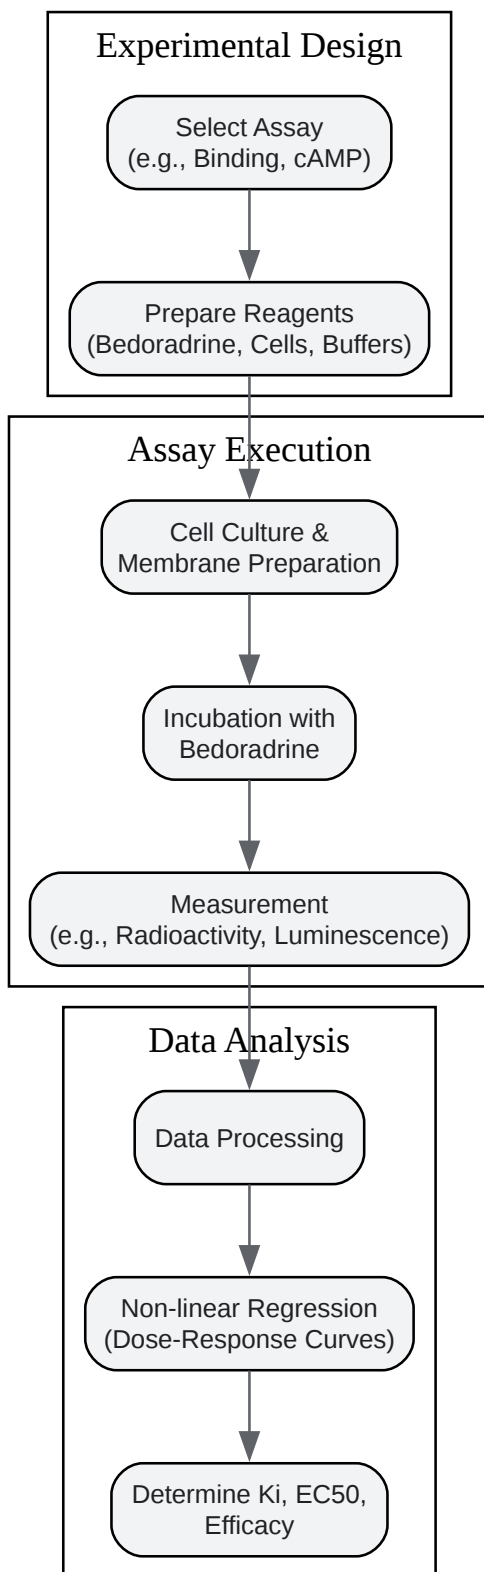 Experimental Design
Select Assay
(e.g., Binding, cAMP)
Prepare Reagents
(Bedoradrine, Cells, Buffers)
Assay Execution
Cell Culture &
Membrane Preparation
Incubation with
Bedoradrine
Measurement
(e.g., Radioactivity, Luminescence)
Data Analysis
Data Processing
Non-linear Regression
(Dose-Response Curves)
Determine Ki, EC50,
Efficacy